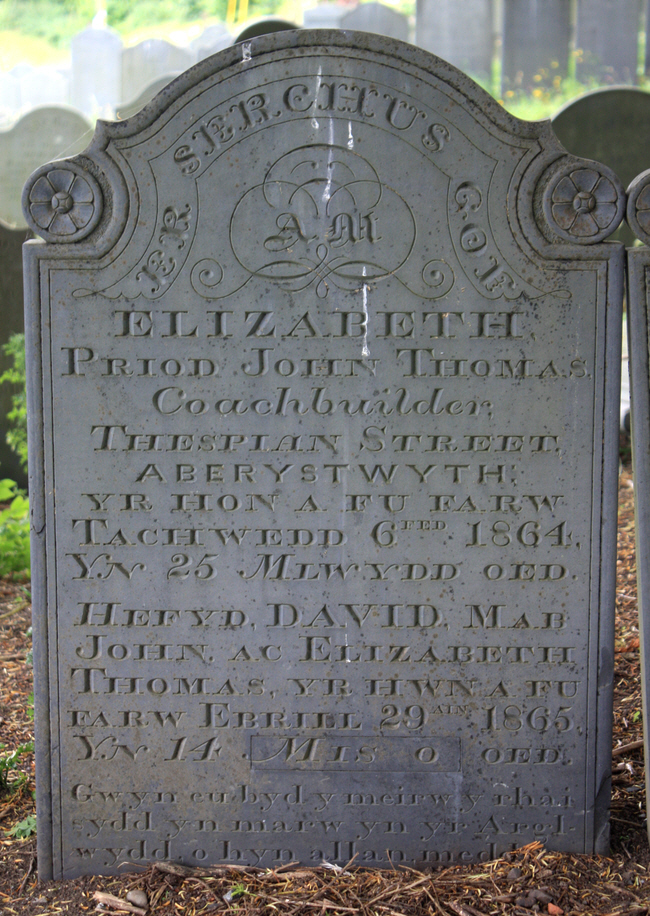 ER SERCHUS GOF
A. M
ELIZABETH,
PRIOD JOHN THOMAS
Coachbuilder,
THESPIAN STREET,
ABERYSTWYTH;
YR HON A FU FARW
TACHWEDD 6FED 1864,
YN 25 MLWYDD OED.
HEFYD, DAVID, MAB
JOHN, AC ELIZABETH
THOMAS, YR HWN A FU
FARW EBRILL 29AIN 1865
YN 14 MIS O OED.
Gwyn eu byd y meirw y rhai
sydd yn marw yn yr Argl-
wydd, o hyn allan, medd